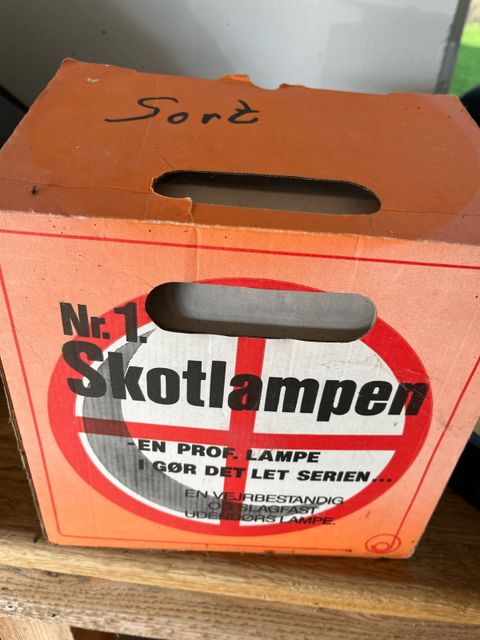 Sort
Nr.1.
Skotlampen
-EN PROF. LAMPE
I GØR DET LET SERIEN...
EN VEJRBESTANDIG
OG SLAGFAST
UDENDØRS LAMPE.